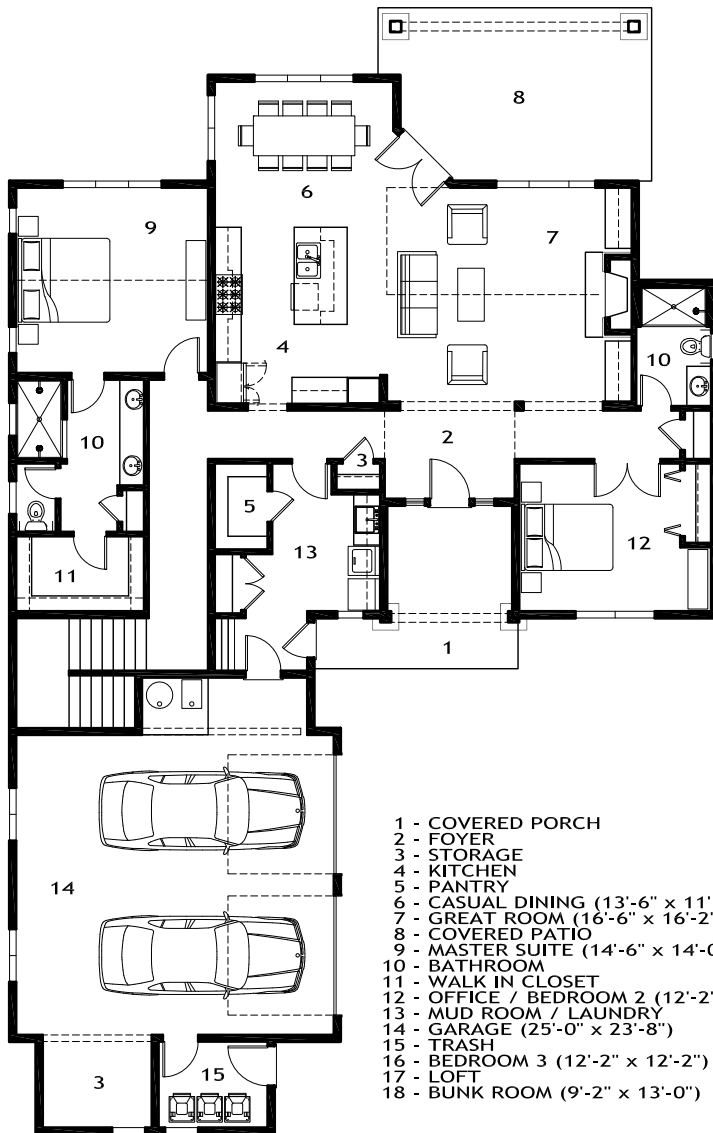 8
6
9
7
4
10
10
2
3
5
13
12
11
1
14
3
15
1 - COVERED PORCH
2 - FOYER
3 - STORAGE
4 - KITCHEN
5 - PANTRY
6 - CASUAL DINING (13'-6" x 11'
7 - GREAT ROOM (16'-6" x 16'-2"
8 - COVERED PATIO
9 - MASTER SUITE (14'-6" x 14'-0
10 - BATHROOM
11 - WALK IN CLOSET
12 - OFFICE / BEDROOM 2 (12'-2"
13 - MUD ROOM / LAUNDRY
14 - GARAGE (25'-0" x 23'-8")
15 - TRASH
16 - BEDROOM 3 (12'-2" x 12'-2")
17 - LOFT
18 - BUNK ROOM (9'-2" x 13'-0")